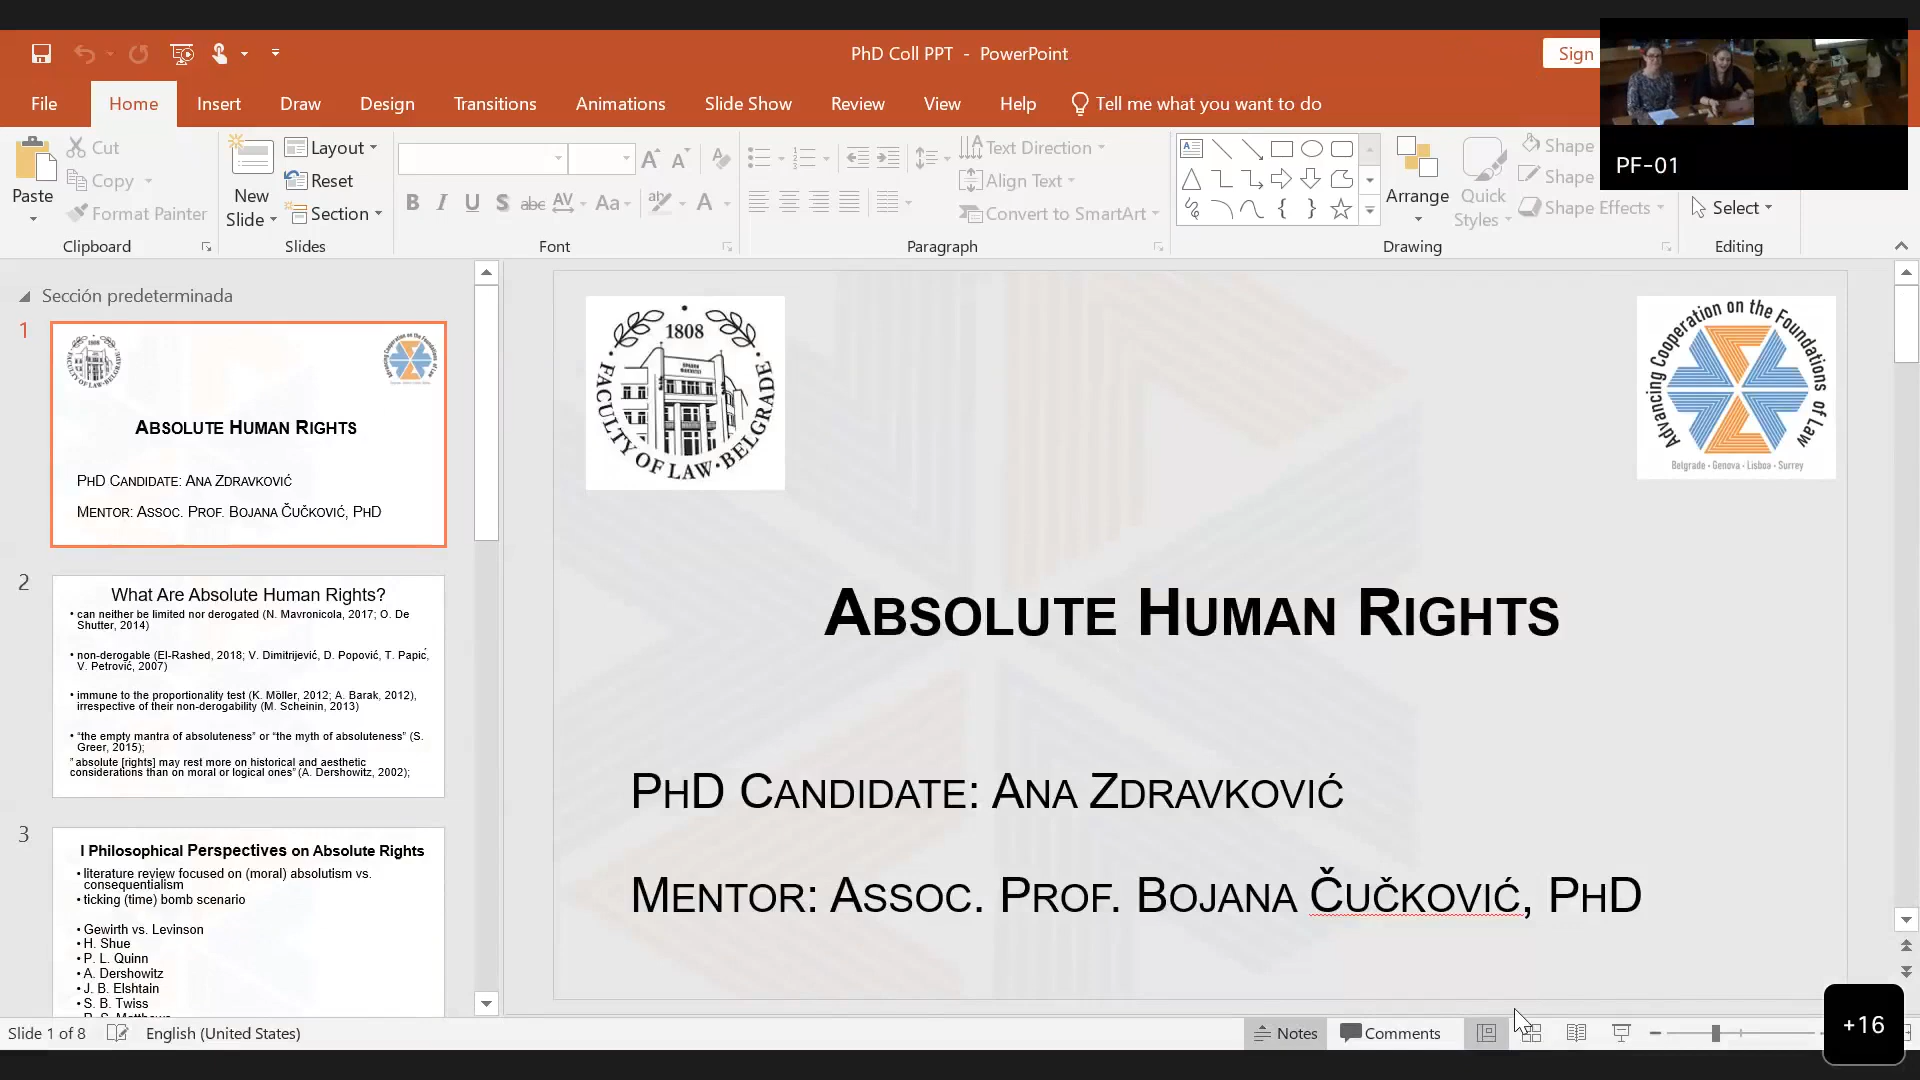 PhD Coll PPT - PowerPoint
Sign
File Home Insert Draw Design Transitions Animations Slide Show Review View Help Tell me what you want to do
PF-01
Paste
Cut
Copy
Format Painter
Clipboard
New
Slide
Layout
Reset
Section
Slides
B I U S abc AV Aa A
Font
Text Direction
Align Text
Convert to SmartArt
Paragraph
Arrange
Quick
Styles
Shape
Shape
Shape Effects
Drawing
Select
Editing
Sección predeterminada
1
1808
FACULTY OF LAW-BELGRADE
ABSOLUTE HUMAN RIGHTS
PHD CANDIDATE: ANA ZDRAVKOVIĆ
MENTOR: ASSOC. PROF. BOJANA ČUČKOVIĆ, PHD
2
What Are Absolute Human Rights?
• can neither be limited nor derogated (N. Mavronicola, 2017; O. De
Shutter, 2014)
• non-derogable (El-Rashed, 2018; V. Dimitrijević, D. Popović, T. Papić,
V. Petrović, 2007)
• immune to the proportionality test (K. Möller, 2012; A. Barak, 2012),
irrespective of their non-derogability (M. Scheinin, 2013)
• “the empty mantra of absoluteness” or “the myth of absoluteness” (S.
Greer, 2015);
” absolute [rights] may rest more on historical and aesthetic
considerations than on moral or logical ones” (A. Dershowitz, 2002);
3
I Philosophical Perspectives on Absolute Rights
• literature review focused on (moral) absolutism vs.
consequentialism
• ticking (time) bomb scenario
• Gewirth vs. Levinson
• H. Shue
• P. L. Quinn
• A. Dershowitz
• J. B. Elshtain
• S. B. Twiss
1808
FACULTY OF LAW · BELGRADE
Advancing Cooperation on the Foundations of Law
Belgrade • Genova • Lisboa • Surrey
ABSOLUTE HUMAN RIGHTS
PHD CANDIDATE: ANA ZDRAVKOVIĆ
MENTOR: ASSOC. PROF. BOJANA ČUČKOVIĆ, PHD
Slide 1 of 8 English (United States) Notes Comments
+16